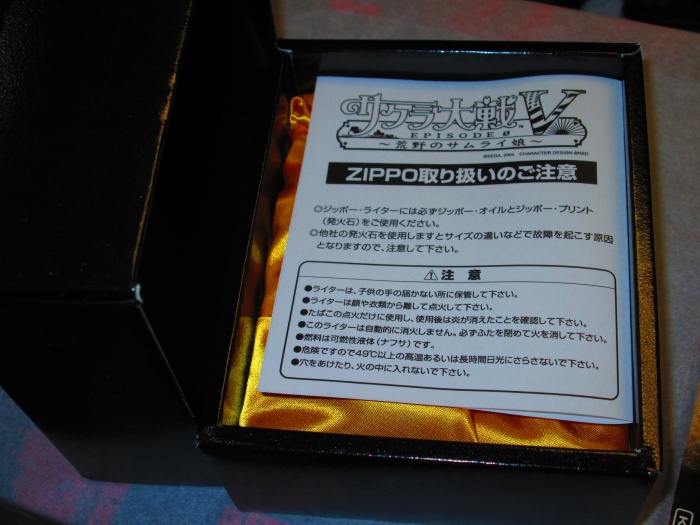 サクラ大戦V
™
EPISODE 0
～荒野のサムライ娘～
©SEGA, 2004 CHARACTER DESIGN ©RED
ZIPPO取り扱いのご注意
◎ジッポー・ライターには必ずジッポー・オイルとジッポー・プリント
（発火石）をご使用ください。
◎他社の発火石を使用しますとサイズの違いなどで故障を起こす原因
となりますので、注意して下さい。
⚠注 意
●ライターは、子供の手の届かない所に保管して下さい。
●ライターは顔や衣類から離して点火して下さい。
●たばこの点火だけに使用し、使用後は炎が消えたことを確認して下さい。
●このライターは自動的に消火しません。必ずふたを閉めて火を消して下さい。
●燃料は可燃性液体（ナフサ）です。
●危険ですので49℃以上の高温あるいは長時間日光にさらさないで下さい。
●穴をあけたり、火の中に入れないで下さい。